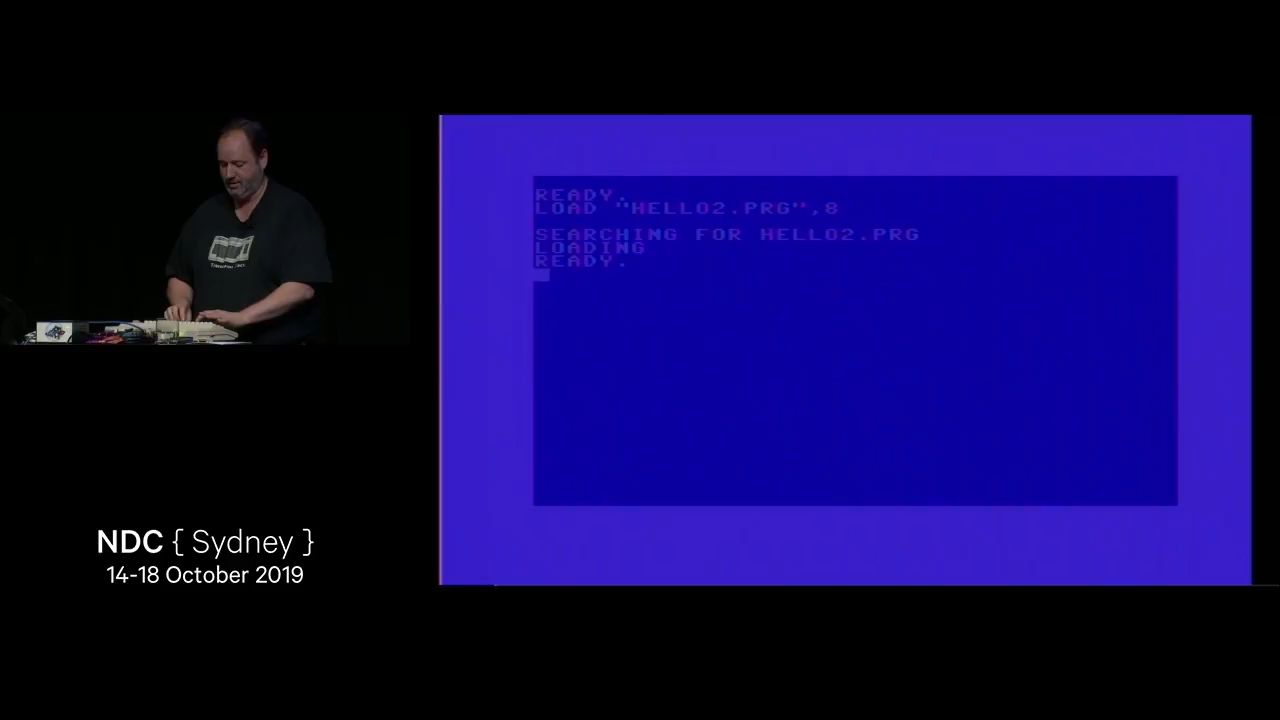 READY.
LOAD "HELLO2.PRG",8
SEARCHING FOR HELLO2.PRG
LOADING
READY.
NDC { Sydney }
14-18 October 2019